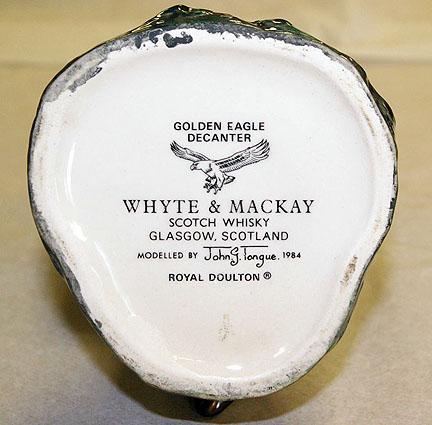 GOLDEN EAGLE
DECANTER
WHYTE & MACKAY
SCOTCH WHISKY
GLASGOW, SCOTLAND
MODELLED BY John G. Tongue. 1984
ROYAL DOULTON ®